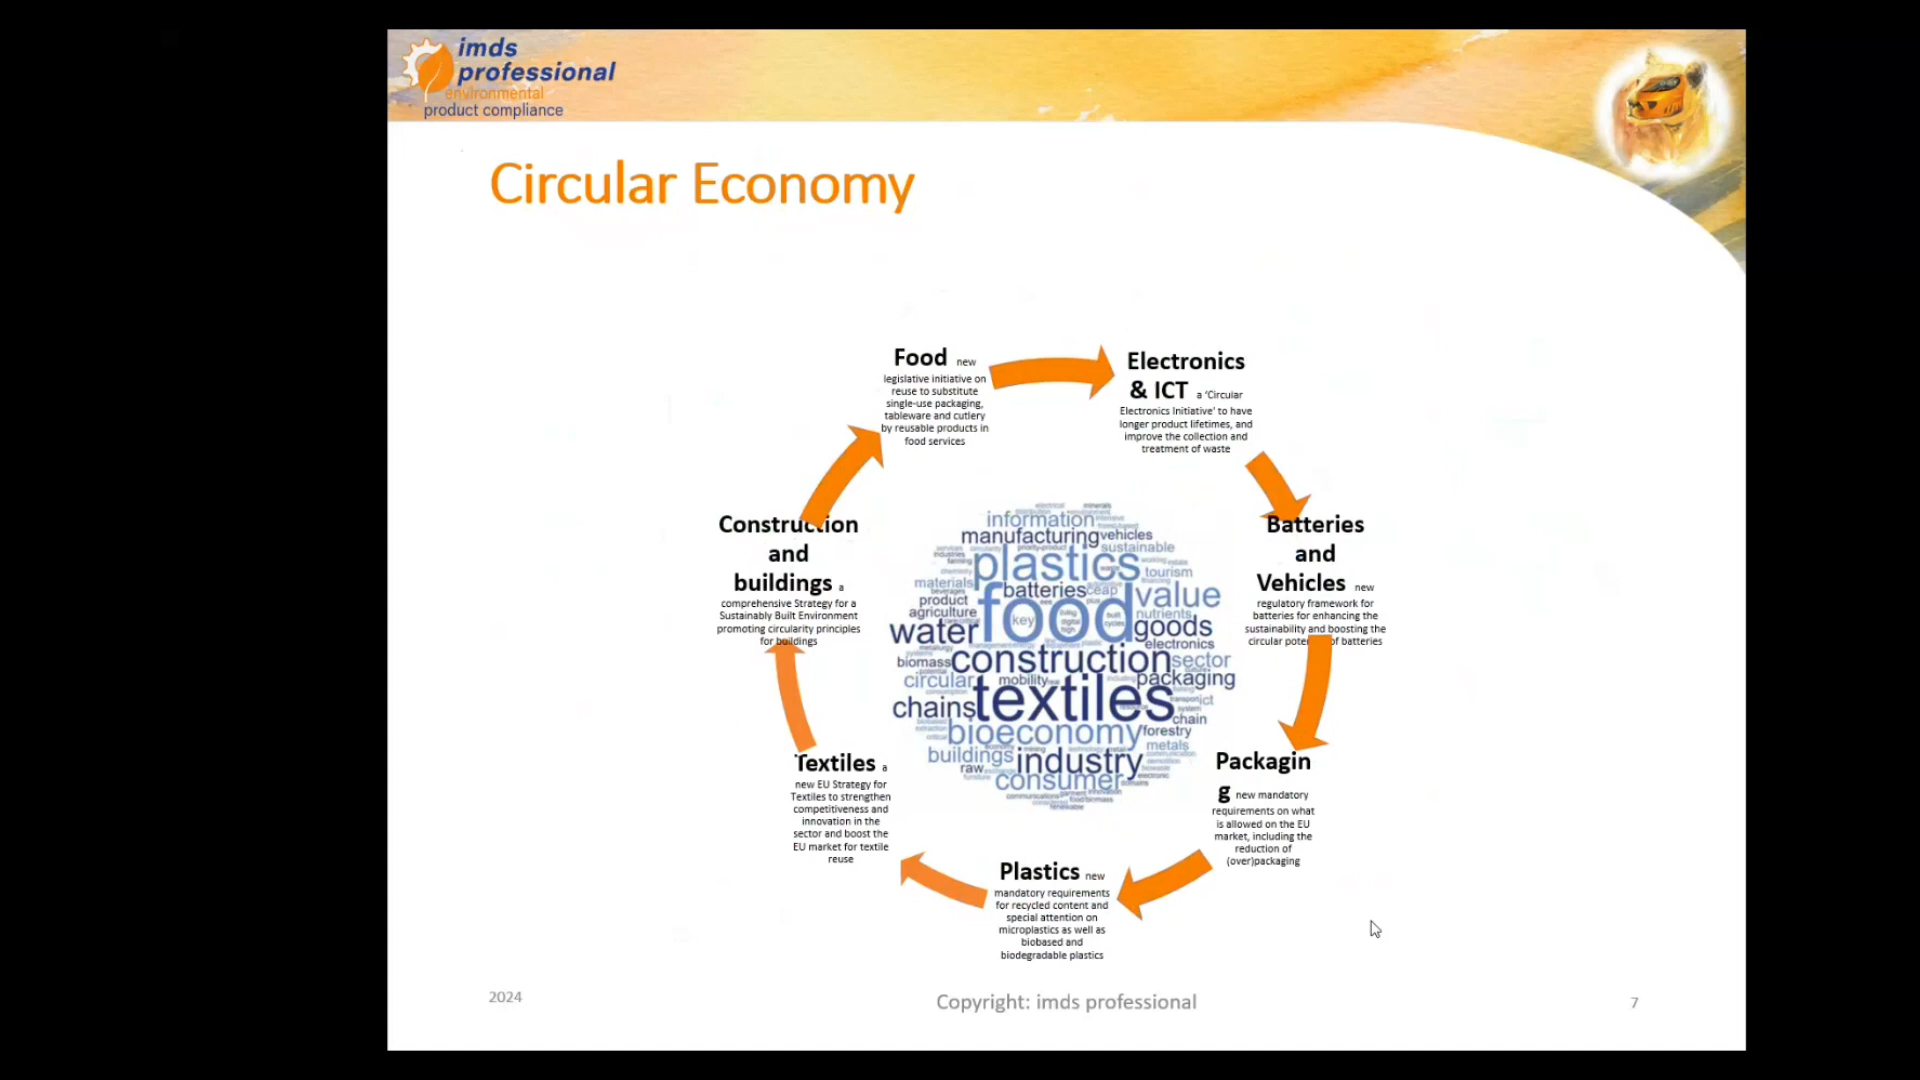 imds
professional
environmental
product compliance
Circular Economy
Food new
legislative initiative on
reuse to substitute
single-use packaging,
tableware and cutlery
by reusable products in
food services
Electronics
& ICT a 'Circular
Electronics Initiative' to have
longer product lifetimes, and
improve the collection and
treatment of waste
Batteries
and
Vehicles new
regulatory framework for
batteries for enhancing the
sustainability and boosting the
circular of batteries
Packagin
g new mandatory
requirements on what
is allowed on the EU
market, including the
reduction of
(over)packaging
Plastics new
mandatory requirements
for recycled content and
special attention on
microplastics as well as
biobased and
biodegradable plastics
Textiles a
new EU Strategy for
Textiles to strengthen
competitiveness and
innovation in the
sector and boost the
EU market for textile
reuse
Construction
and
buildings a
comprehensive Strategy for a
Sustainably Built Environment
promoting circularity principles
for buildings
information
manufacturing vehicles
sustainable
plastics
tourism
materials
batteries ceap
value
product
food
nutrients
agriculture
key
water
goods
electronics
biomass
construction
sector
circular
mobility
packaging
chains
textiles
ict
chain
bioeconomy
forestry
buildings
industry
metals
raw
consumer
2024
Copyright: imds professional
7